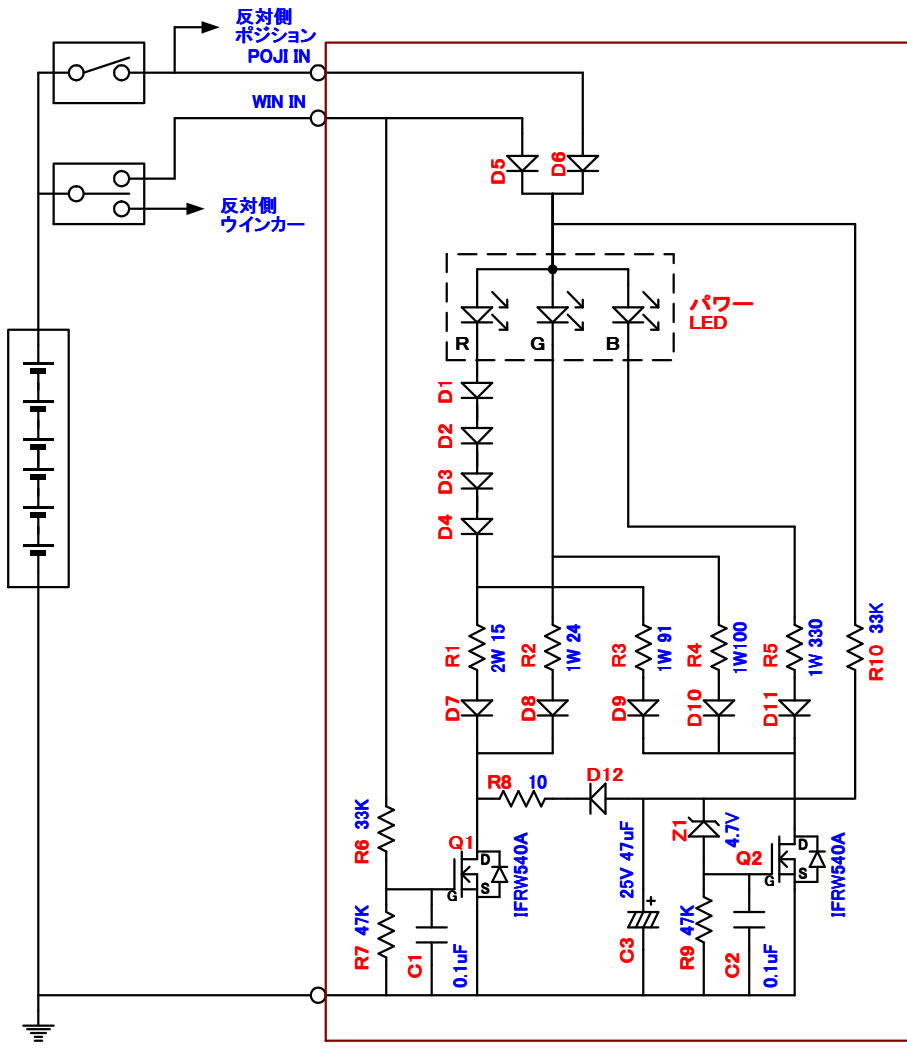 反対側
ポジション
POJI IN
WIN IN
D5
D6
反対側
ウインカー
パワー
LED
R
G
B
D1
D2
D3
D4
R1
2W 15
R2
1W 24
R3
1W 91
R4
1W100
R5
1W 330
R10
33K
D7
D8
D9
D10
D11
R8
10
D12
R6
33K
Q1
D
S
G
IFRW540A
25V 47uF
+
Z1
4.7V
Q2
D
S
G
IFRW540A
R7
47K
C1
0.1uF
C3
R9
47K
C2
0.1uF